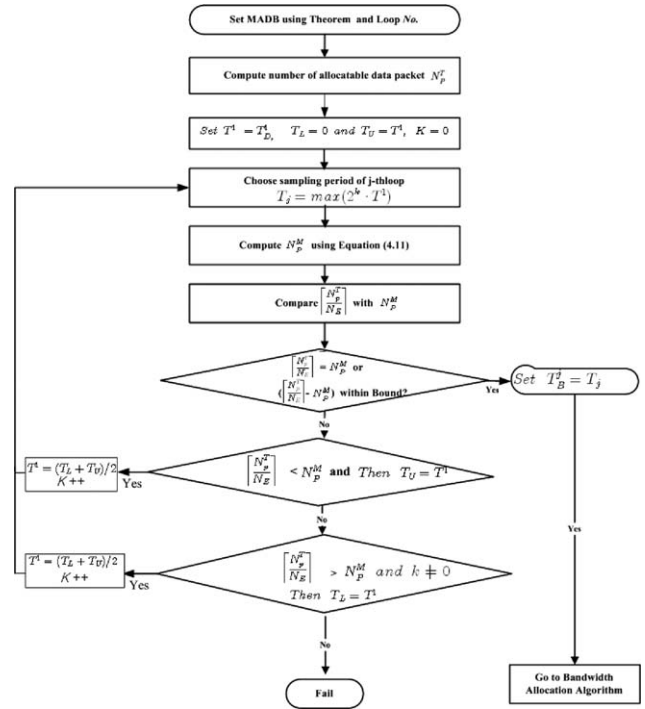 Set MADB using Theorem and Loop No.
Compute number of allocatable data packet N_P^T
Set T^1 = T_D^1, T_L = 0 and T_U = T^1, K = 0
Choose sampling period of j-thloop
T_j = max(2^k · T^1)
Compute N_P^M using Equation (4.11)
Compare ⌈N_p^T / N_E⌉ with N_P^M
⌈N_p^T / N_E⌉ = N_P^M or
(⌈N_p^T / N_E⌉ - N_P^M) within Bound?
Yes
Set T_B^j = T_j
No
⌈N_p^T / N_E⌉ < N_P^M and Then T_U = T^1
Yes
T^1 = (T_L + T_U)/2
K++
Yes
No
⌈N_p^T / N_E⌉ > N_P^M and k ≠ 0
Then T_L = T^1
Yes
T^1 = (T_L + T_U)/2
K++
No
Fail
Go to Bandwidth
Allocation Algorithm